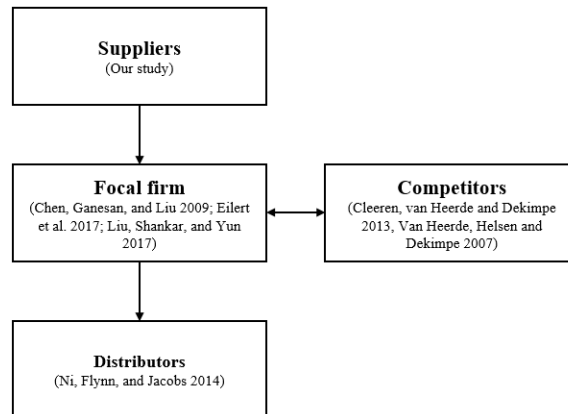 Suppliers
(Our study)
Focal firm
(Chen, Ganesan, and Liu 2009; Eilert
et al. 2017; Liu, Shankar, and Yun
2017)
Competitors
(Cleeren, van Heerde and Dekimpe
2013, Van Heerde, Helsen and
Dekimpe 2007)
Distributors
(Ni, Flynn, and Jacobs 2014)